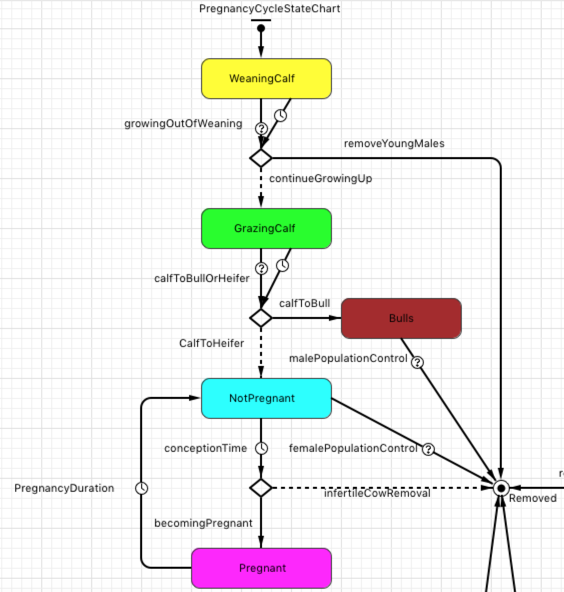 PregnancyCycleStateChart
WeaningCalf
growingOutOfWeaning
?
removeYoungMales
continueGrowingUp
GrazingCalf
calfToBullOrHeifer
?
calfToBull
Bulls
CalfToHeifer
malePopulationControl
?
NotPregnant
conceptionTime
femalePopulationControl
?
PregnancyDuration
infertileCowRemoval
Removed
becomingPregnant
Pregnant